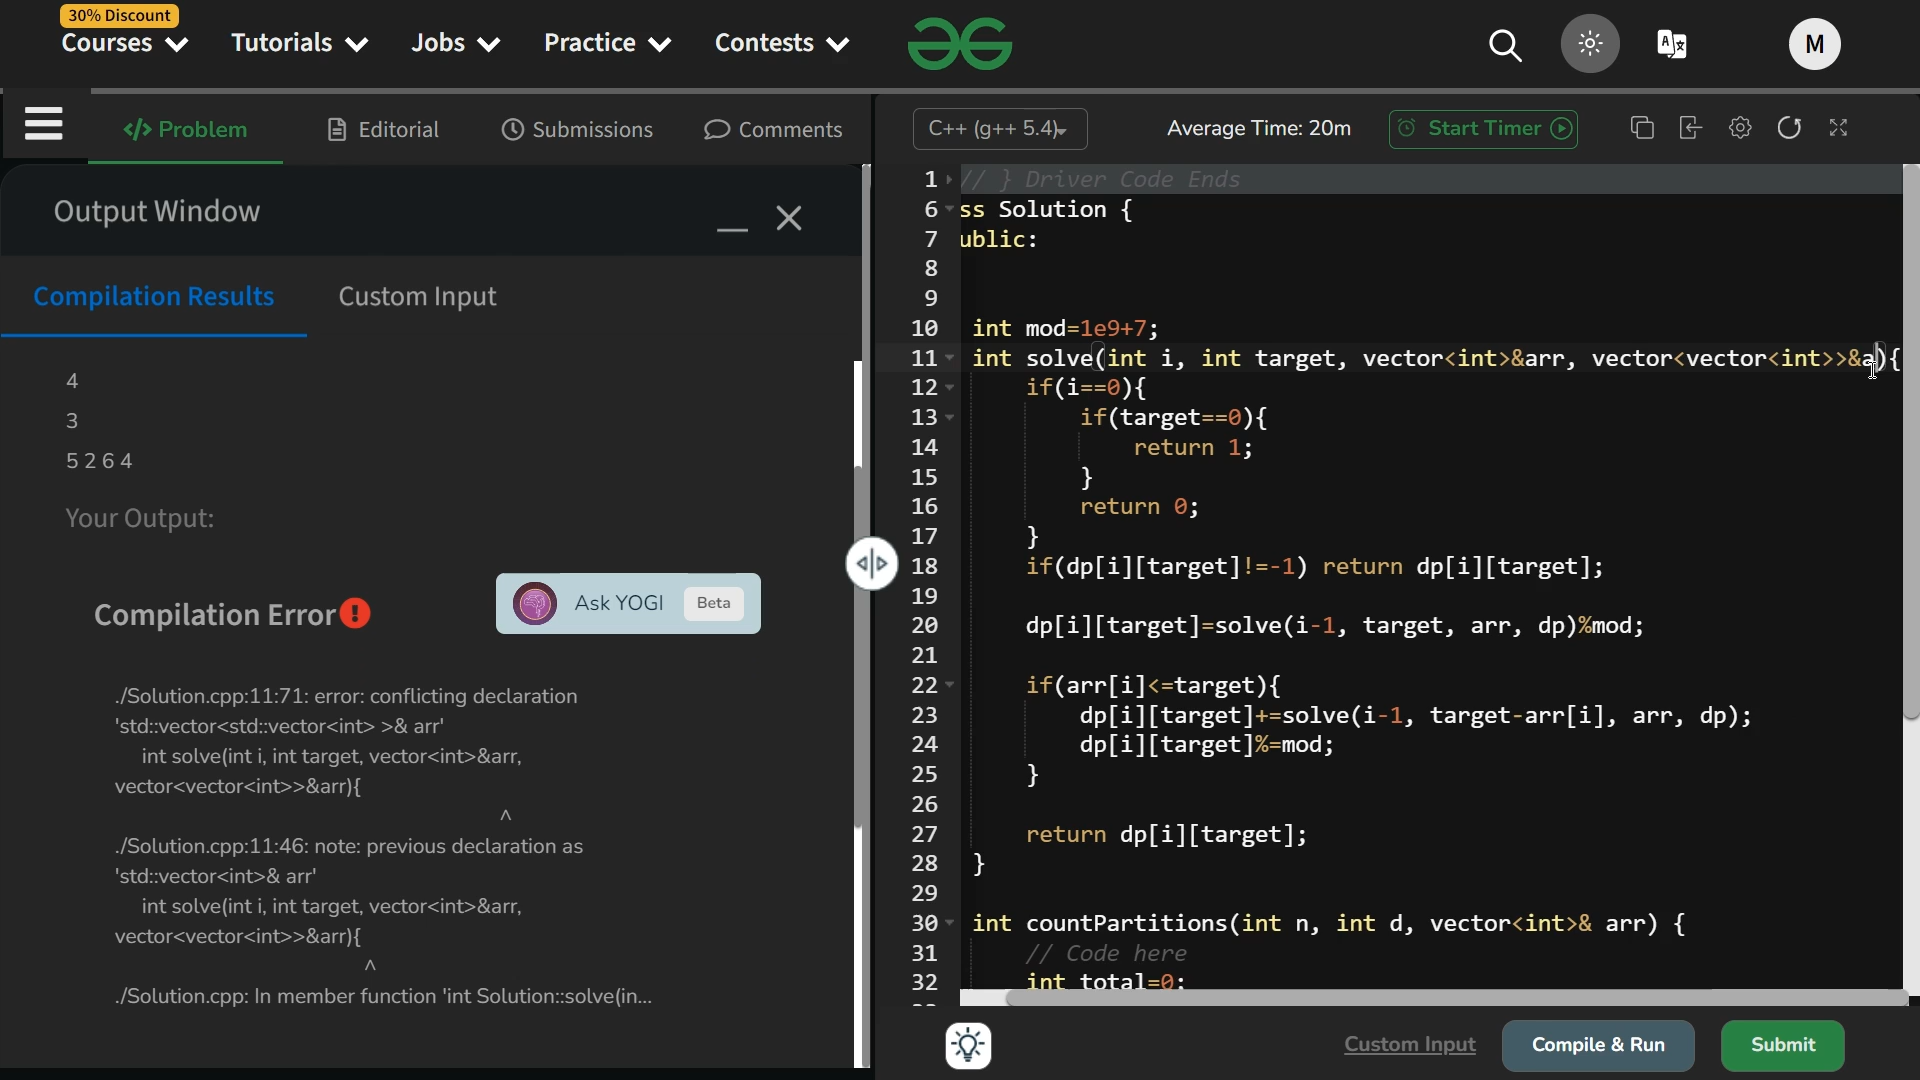 30% Discount
Courses Tutorials Jobs Practice Contests M
Problem Editorial Submissions Comments
C++ (g++ 5.4) Average Time: 20m Start Timer
Output Window
Compilation Results Custom Input
4
3
5 2 6 4
Your Output:
Compilation Error !
Ask YOGI Beta
./Solution.cpp:11:71: error: conflicting declaration
'std::vector<std::vector<int> >& arr'
int solve(int i, int target, vector<int>&arr,
vector<vector<int>>&arr){
^
./Solution.cpp:11:46: note: previous declaration as
'std::vector<int>& arr'
int solve(int i, int target, vector<int>&arr,
vector<vector<int>>&arr){
^
./Solution.cpp: In member function 'int Solution::solve(in...
1 // } Driver Code Ends
6 ss Solution {
7 ublic:
8
9
10 int mod=1e9+7;
11 int solve(int i, int target, vector<int>&arr, vector<vector<int>>&a){
12 if(i==0){
13 if(target==0){
14 return 1;
15 }
16 return 0;
17 }
18 if(dp[i][target]!=-1) return dp[i][target];
19
20 dp[i][target]=solve(i-1, target, arr, dp)%mod;
21
22 if(arr[i]<=target){
23 dp[i][target]+=solve(i-1, target-arr[i], arr, dp);
24 dp[i][target]%=mod;
25 }
26
27 return dp[i][target];
28 }
29
30 int countPartitions(int n, int d, vector<int>& arr) {
31 // Code here
32 int total=0;
Custom Input Compile & Run Submit